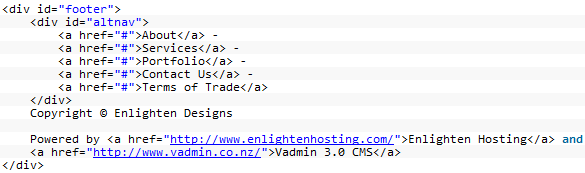 <div id="footer">
    <div id="altnav">
        <a href="#">About</a> -
        <a href="#">Services</a> -
        <a href="#">Portfolio</a> -
        <a href="#">Contact Us</a> -
        <a href="#">Terms of Trade</a>
    </div>
    Copyright © Enlighten Designs

    Powered by <a href="http://www.enlightenhosting.com/">Enlighten Hosting</a> and
    <a href="http://www.vadmin.co.nz/">Vadmin 3.0 CMS</a>
</div>